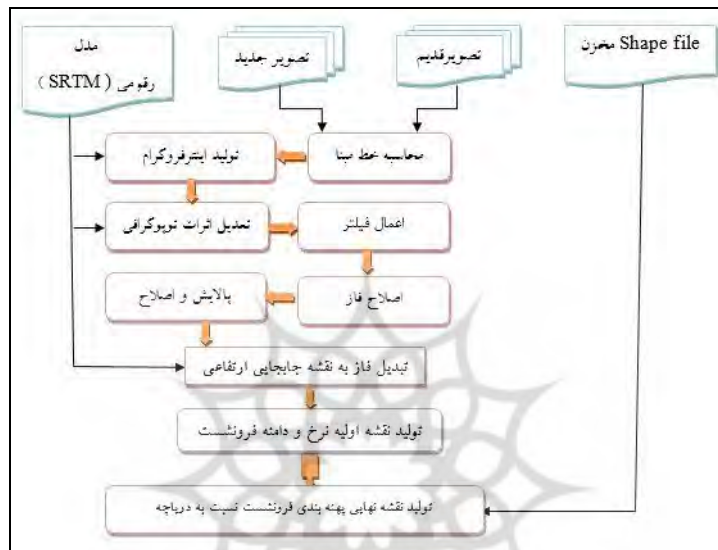 Shape file مخزن
تصویرقدیم
تصویر جدید
مدل
رقومی ( SRTM )
محاسبه خط مبنا
تولید اینترفروگرام
تعدیل اثرات توپوگرافی
اعمال فیلتر
اصلاح فاز
پالایش و اصلاح
تبدیل فاز به نقشه جابجایی ارتفاعی
تولید نقشه اولیه نرخ و دامنه فرونشست
تولید نقشه نهایی پهنه بندی فرونشست نسبت به دریاچه